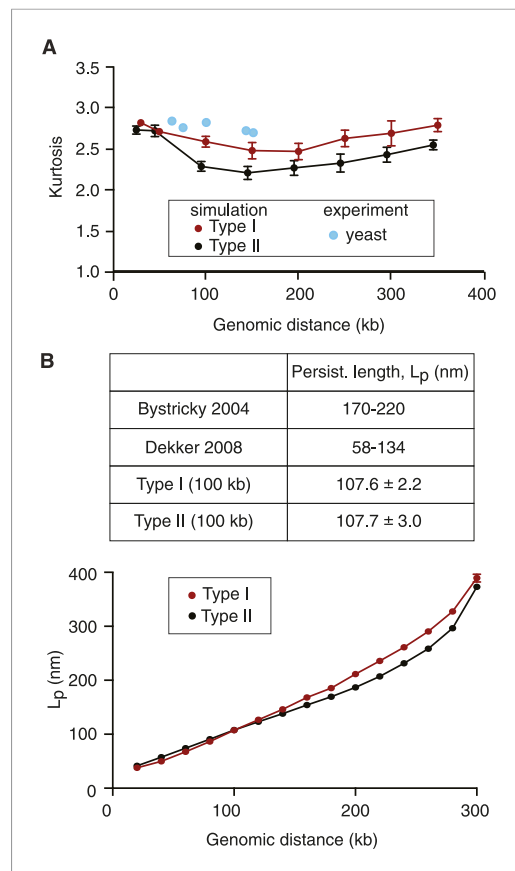 A
3.5
3.0
2.5
2.0
1.5
1.0
Kurtosis
simulation experiment
Type I yeast
Type II
0 100 200 300 400
Genomic distance (kb)
B
Persist. length, Lp (nm)
Bystricky 2004 170-220
Dekker 2008 58-134
Type I (100 kb) 107.6 ± 2.2
Type II (100 kb) 107.7 ± 3.0
400
300
200
100
0
Lp (nm)
Type I
Type II
100 200 300
Genomic distance (kb)